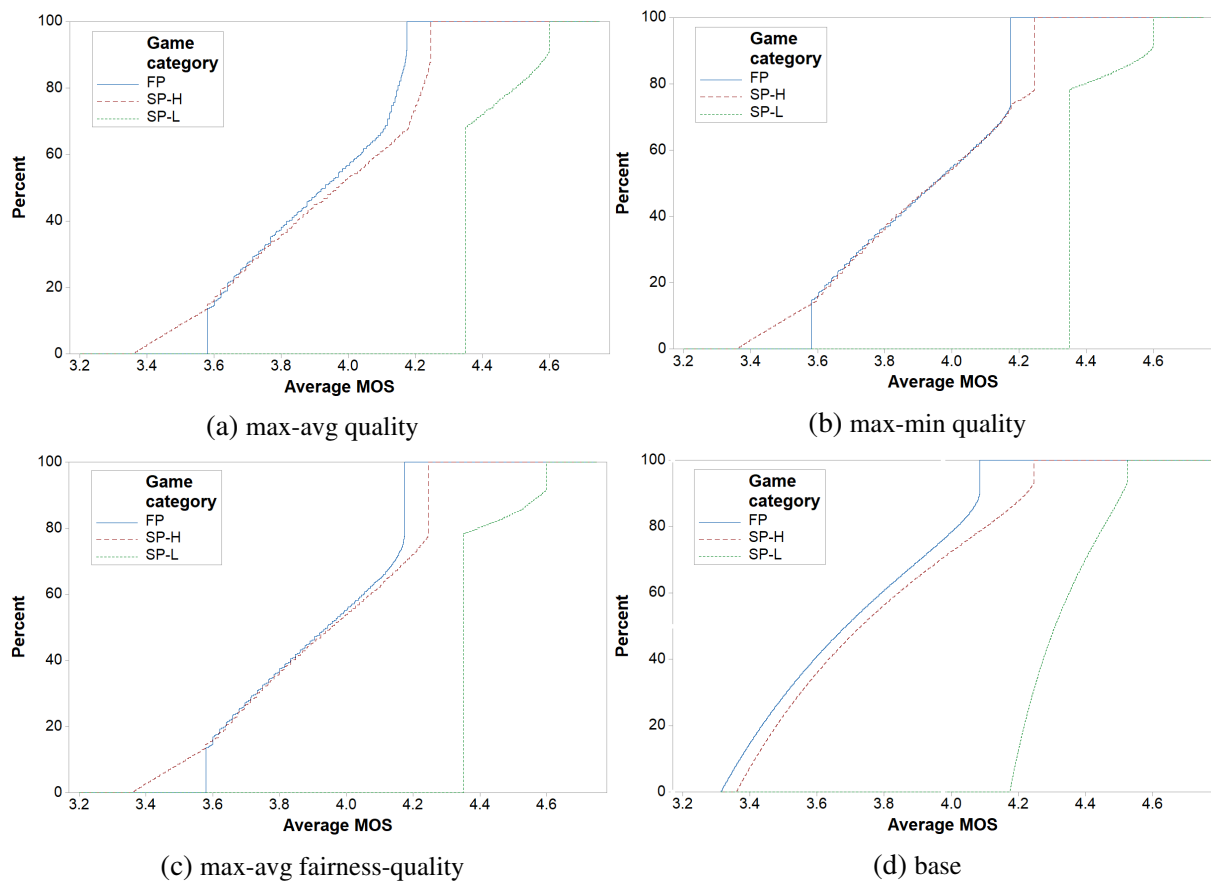 100
80
60
40
20
0
Percent
Game
category
FP
SP-H
SP-L
3.2 3.4 3.6 3.8 4.0 4.2 4.4 4.6
Average MOS
(a) max-avg quality
100
80
60
40
20
0
Percent
Game
category
FP
SP-H
SP-L
3.2 3.4 3.6 3.8 4.0 4.2 4.4 4.6
Average MOS
(b) max-min quality
100
80
60
40
20
0
Percent
Game
category
FP
SP-H
SP-L
3.2 3.4 3.6 3.8 4.0 4.2 4.4 4.6
Average MOS
(c) max-avg fairness-quality
100
80
60
40
20
0
Percent
Game
category
FP
SP-H
SP-L
3.2 3.4 3.6 3.8 4.0 4.2 4.4 4.6
Average MOS
(d) base